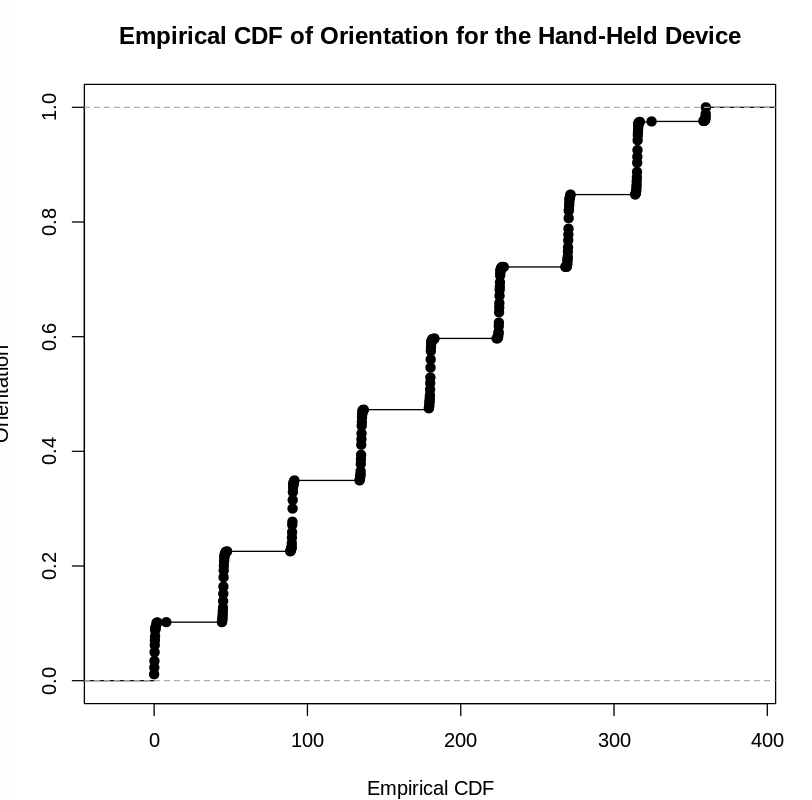 Empirical CDF of Orientation for the Hand-Held Device
1.0
0.8
0.6
0.4
0.2
0.0
Orientation
0 100 200 300 400
Empirical CDF